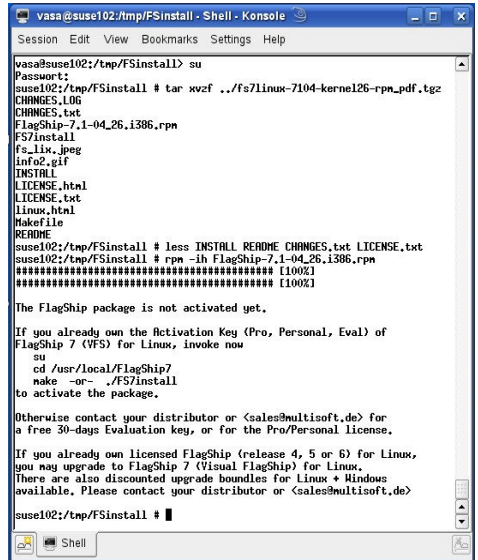 vasa@suse102:/tmp/FSinstall - Shell - Konsole
Session Edit View Bookmarks Settings Help
vasa@suse102:/tmp/FSinstall> su
Passwort:
suse102:/tmp/FSinstall # tar xvzf ../fs7linux-7104-kernel26-rpm_pdf.tgz
CHANGES.LOG
CHANGES.txt
FlagShip-7.1-04_26.i386.rpm
FS7install
fs_lix.jpeg
info2.gif
INSTALL
LICENSE.html
LICENSE.txt
linux.html
Makefile
README
suse102:/tmp/FSinstall # less INSTALL README CHANGES.txt LICENSE.txt
suse102:/tmp/FSinstall # rpm -ih FlagShip-7.1-04_26.i386.rpm
########################################### [100%]
########################################### [100%]
The FlagShip package is not activated yet.
If you already own the Activation Key (Pro, Personal, Eval) of
FlagShip 7 (VFS) for Linux, invoke now
su
cd /usr/local/FlagShip7
make -or- ./FS7install
to activate the package.
Otherwise contact your distributor or <sales@multisoft.de> for
a free 30-days Evaluation key, or for the Pro/Personal license.
If you already own licensed FlagShip (release 4, 5 or 6) for Linux,
you may upgrade to FlagShip 7 (Visual FlagShip) for Linux.
There are also discounted upgrade boundles for Linux + Windows
available. Please contact your distributor or <sales@multisoft.de>
suse102:/tmp/FSinstall #
Shell